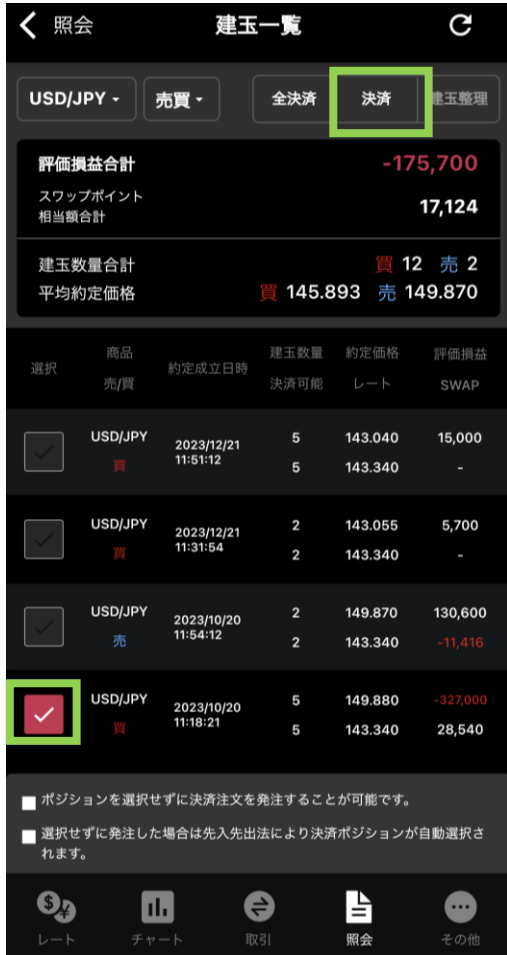 照会 建玉一覧
USD/JPY 売買 全決済 決済 建玉整理
評価損益合計 -175,700
スワップポイント
相当額合計 17,124
建玉数量合計 買 12 売 2
平均約定価格 買 145.893 売 149.870
選択 商品 約定成立日時 建玉数量 約定価格 評価損益
売/買 決済可能 レート SWAP
USD/JPY 2023/12/21 5 143.040 15,000
買 11:51:12 5 143.340 -
USD/JPY 2023/12/21 2 143.055 5,700
買 11:31:54 2 143.340 -
USD/JPY 2023/10/20 2 149.870 130,600
売 11:54:12 2 143.340 -11,416
USD/JPY 2023/10/20 5 149.880 -327,000
買 11:18:21 5 143.340 28,540
ポジションを選択せずに決済注文を発注することが可能です。
選択せずに発注した場合は先入先出法により決済ポジションが自動選択さ
れます。
レート チャート 取引 照会 その他